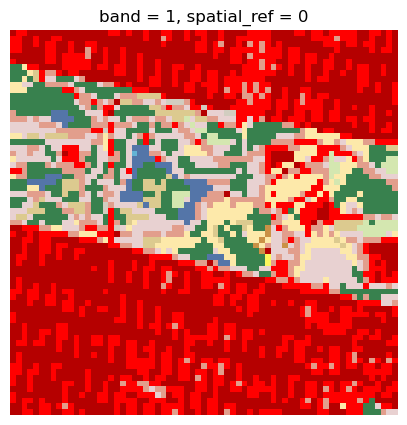 band = 1, spatial_ref = 0